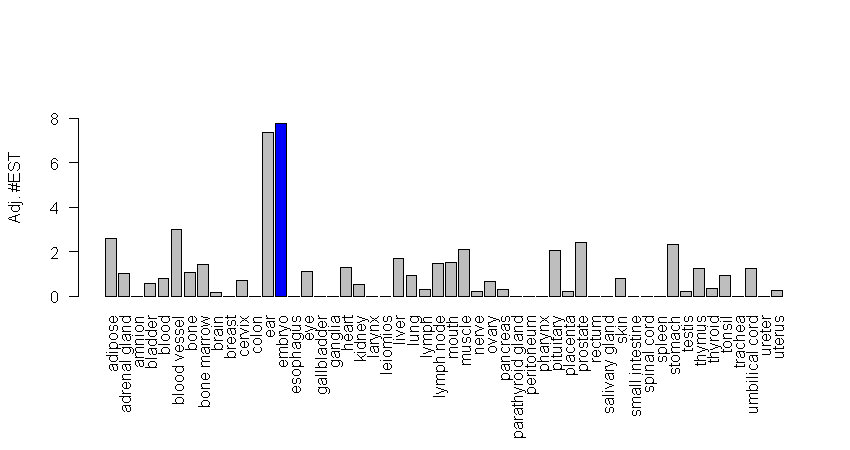 Adj. #EST
8
6
4
2
0
adipose
adrenal gland
amnion
bladder
blood
blood vessel
bone
bone marrow
brain
breast
cervix
colon
ear
embryo
esophagus
eye
gallbladder
ganglia
heart
kidney
larynx
leiomios
liver
lung
lymph
lymph node
mouth
muscle
nerve
ovary
pancreas
parathyroid gland
peritoneum
pharynx
pituitary
placenta
prostate
rectum
salivary gland
skin
small intestine
spinal cord
spleen
stomach
testis
thymus
thyroid
tonsil
trachea
umbilical cord
ureter
uterus